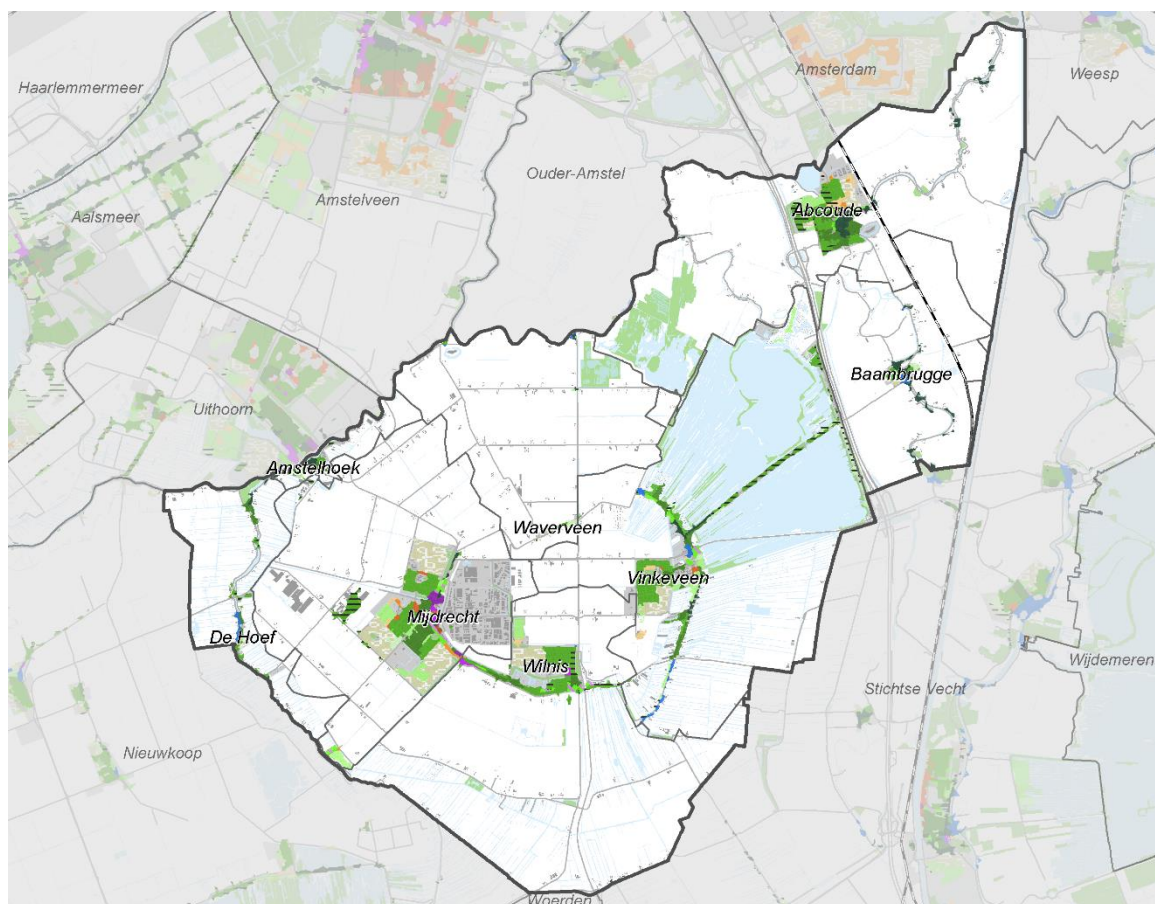 Amsterdam
Weesp
Haarlemmermeer
Ouder-Amstel
Amstelveen
Aalsmeer
Abcoude
Baambrugge
Uithoorn
Amstelhoek
Waverveen
Vinkeveen
Mijdrecht
De Hoef
Wilnis
Wijdemeren
Stichtse Vecht
Nieuwkoop
Woerden